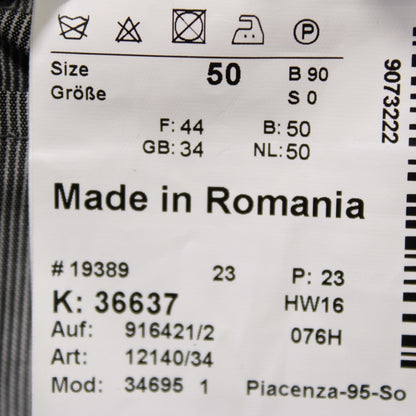 P
Size 50 B 90
Größe S 0
F: 44 B: 50
GB: 34 NL: 50
Made in Romania
# 19389 23 P: 23
K: 36637 HW16
Auf: 916421/2 076H
Art: 12140/34
Mod: 34695 1 Piacenza-95-So
9073222